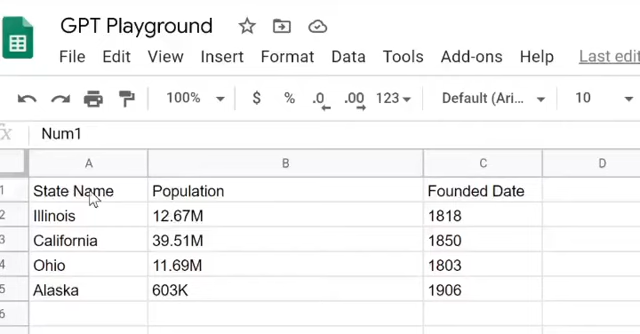 GPT Playground
File Edit View Insert Format Data Tools Add-ons Help Last edi
100% $ % .0 .00 123 Default (Ari... 10
fx Num1
A B C D
1 State Name Population Founded Date
2 Illinois 12.67M 1818
3 California 39.51M 1850
4 Ohio 11.69M 1803
5 Alaska 603K 1906
6